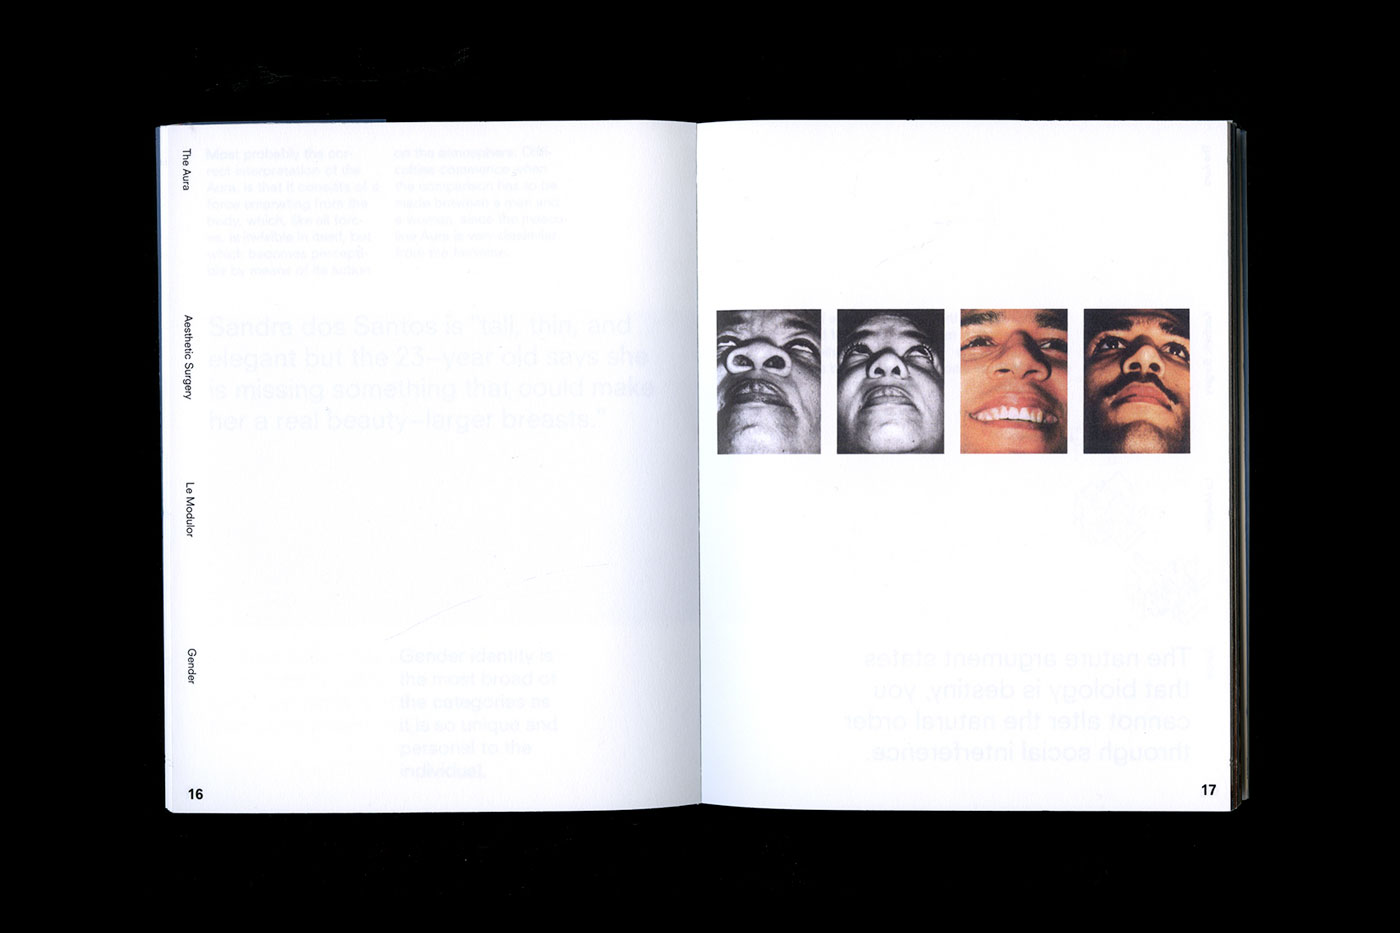 The Aura
Most probably the cor-
rect interpretation of the
Aura, is that it consists of a
force emanating from the
body, which, like all forc-
es, is invisible in itself, but
which becomes percepti-
ble by means of its action
on the atmosphere. Diffi-
culties commence when
the comparison has to be
made between a man and
a woman, since the mascu-
line Aura is very dissimilar
from the feminine.
Aesthetic Surgery
Sandra dos Santos is "tall, thin, and
elegant but the 23–year old says she
is missing something that could make
her a real beauty–larger breasts."
Le Modulor
Gender
Gender identity is
the most broad of
the categories as
it is so unique and
personal to the
individual.
16
The nature argument states
that biology is destiny, you
cannot alter the natural order
through social interference.
17